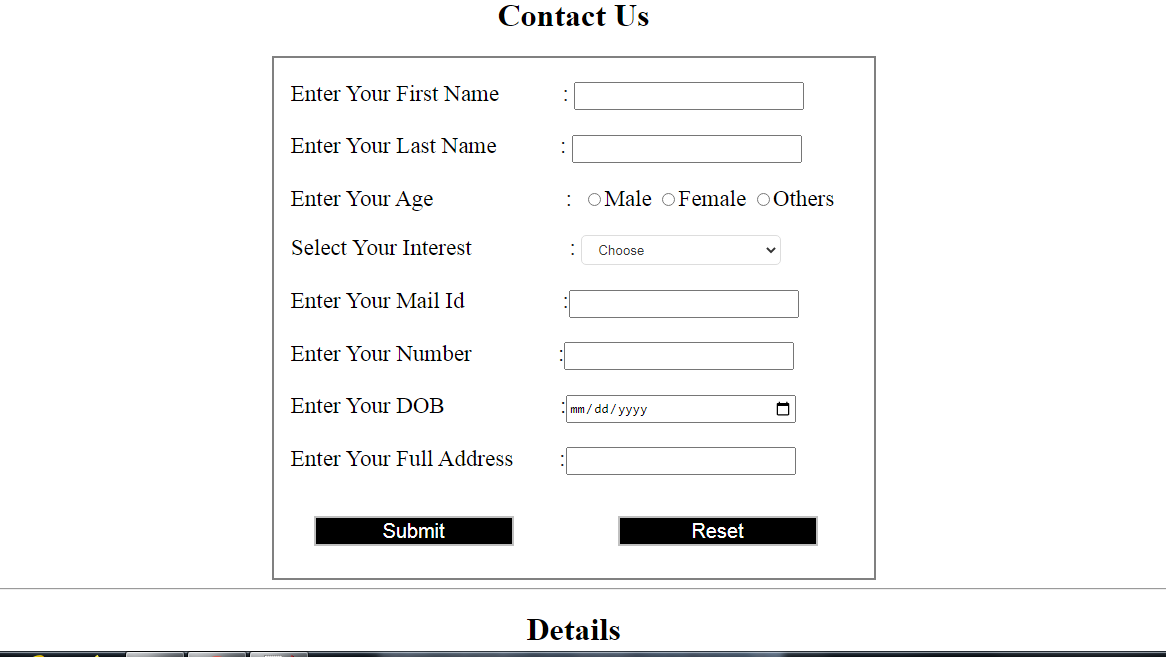 Contact Us
Enter Your First Name :
Enter Your Last Name :
Enter Your Age : Male Female Others
Select Your Interest : Choose
Enter Your Mail Id :
Enter Your Number :
Enter Your DOB : mm/dd/yyyy
Enter Your Full Address :
Submit Reset
Details